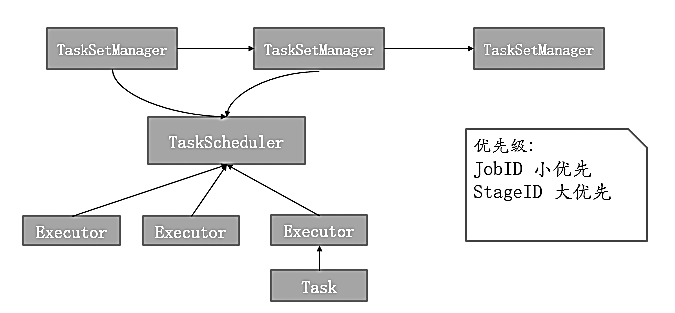 TaskSetManager
TaskSetManager
TaskSetManager
TaskScheduler
优先级:
JobID 小优先
StageID 大优先
Executor
Executor
Executor
Task